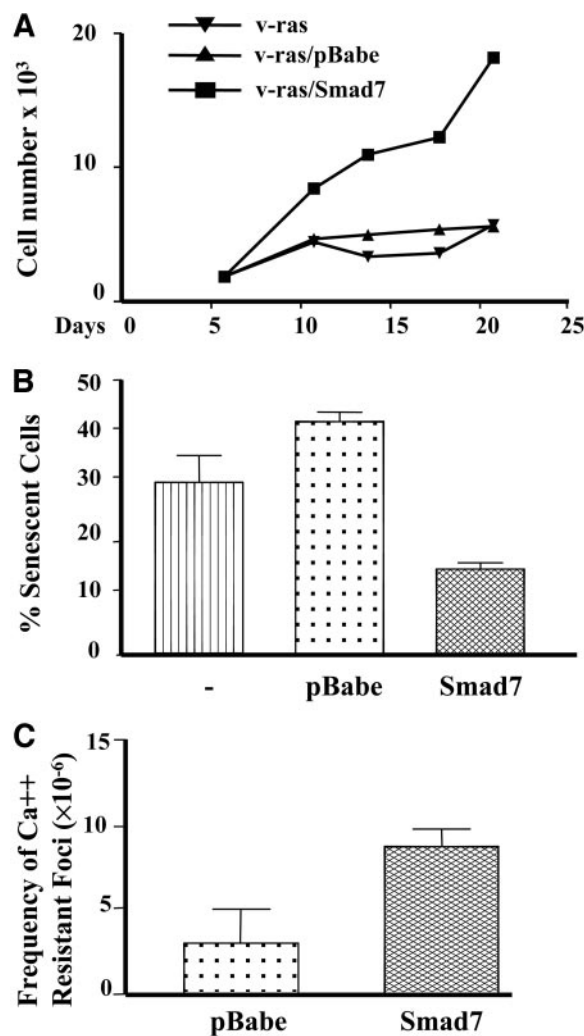 A
v-ras
v-ras/pBabe
v-ras/Smad7
Cell number x 10³
20
10
0
Days 0 5 10 15 20 25
B
% Senescent Cells
50
40
30
20
10
0
- pBabe Smad7
C
Frequency of Ca++
Resistant Foci (×10⁻⁶)
15
10
5
0
pBabe Smad7